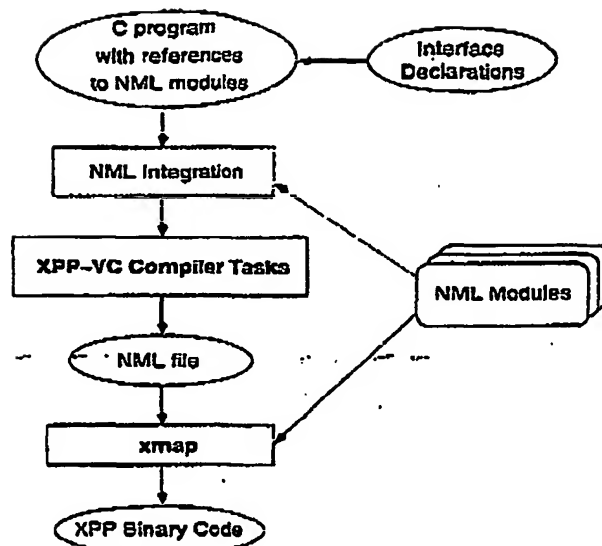 C program
with references
to NML modules
Interface
Declarations
NML Integration
XPP-VC Compiler Tasks
NML Modules
NML file
xmap
XPP Binary Code